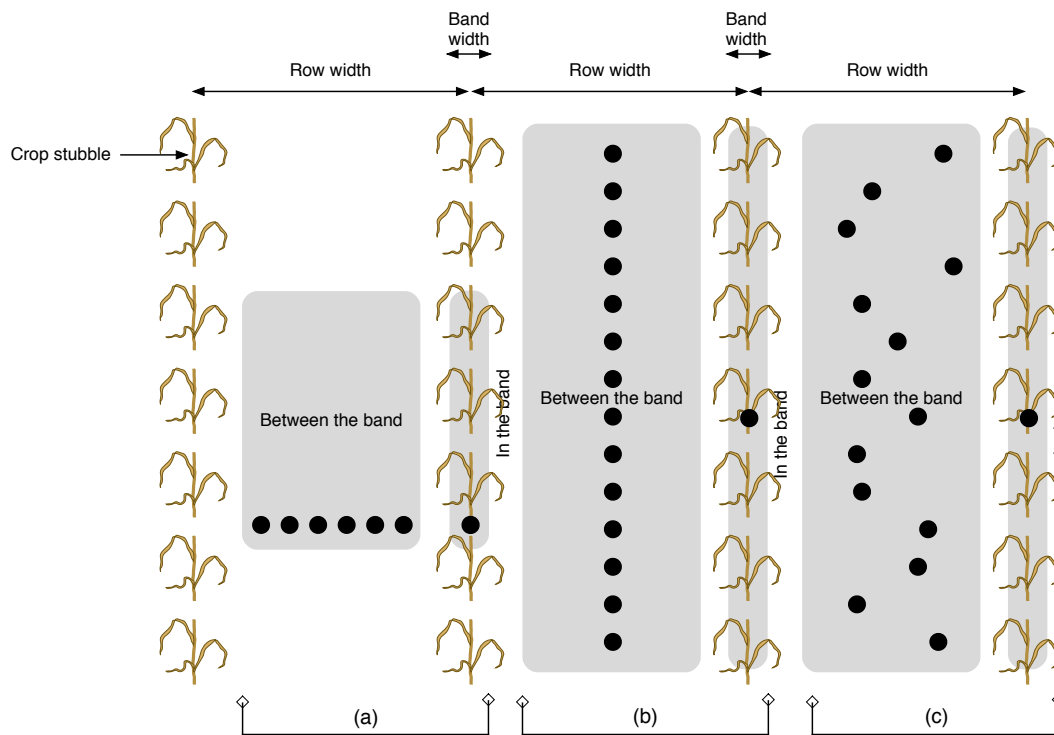 Band
width
Band
width
Row width
Row width
Row width
Crop stubble
Between the band
In the band
Between the band
In the band
Between the band
(a)
(b)
(c)